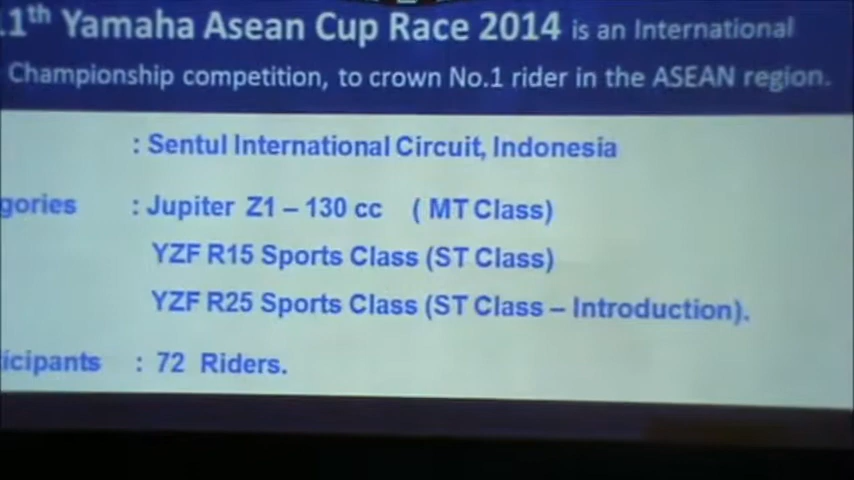 .1th Yamaha Asean Cup Race 2014 is an International
Championship competition, to crown No.1 rider in the ASEAN region.
: Sentul International Circuit, Indonesia
gories : Jupiter Z1 – 130 cc ( MT Class)
YZF R15 Sports Class (ST Class)
YZF R25 Sports Class (ST Class – Introduction).
icipants : 72 Riders.